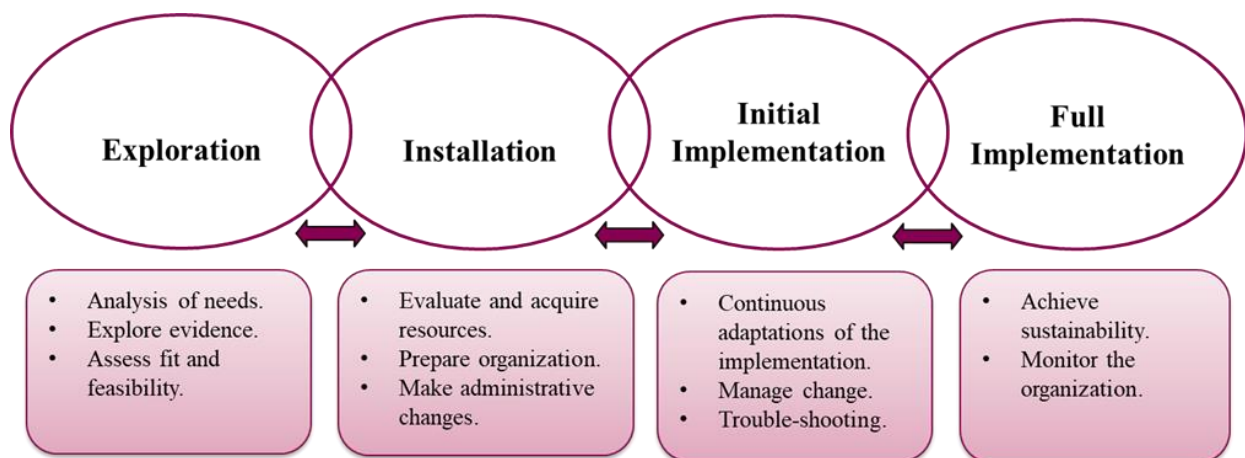 Exploration
Installation
Initial
Implementation
Full
Implementation
• Analysis of needs.
• Explore evidence.
• Assess fit and
feasibility.
• Evaluate and acquire
resources.
• Prepare organization.
• Make administrative
changes.
• Continuous
adaptations of the
implementation.
• Manage change.
• Trouble-shooting.
• Achieve
sustainability.
• Monitor the
organization.